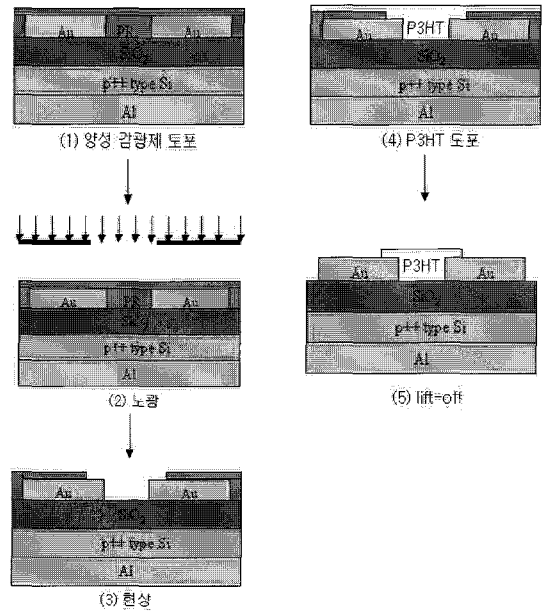 Au PR Au
SiO₂
p++ type Si
Al
(1) 양성 감광제 도포
Au PR Au
SiO₂
p++ type Si
Al
(2) 노광
Au Au
SiO₂
p++ type Si
Al
(3) 현상
Au P3HT Au
SiO₂
p++ type Si
Al
(4) P3HT 도포
Au P3HT Au
SiO₂
p++ type Si
Al
(5) lift-off